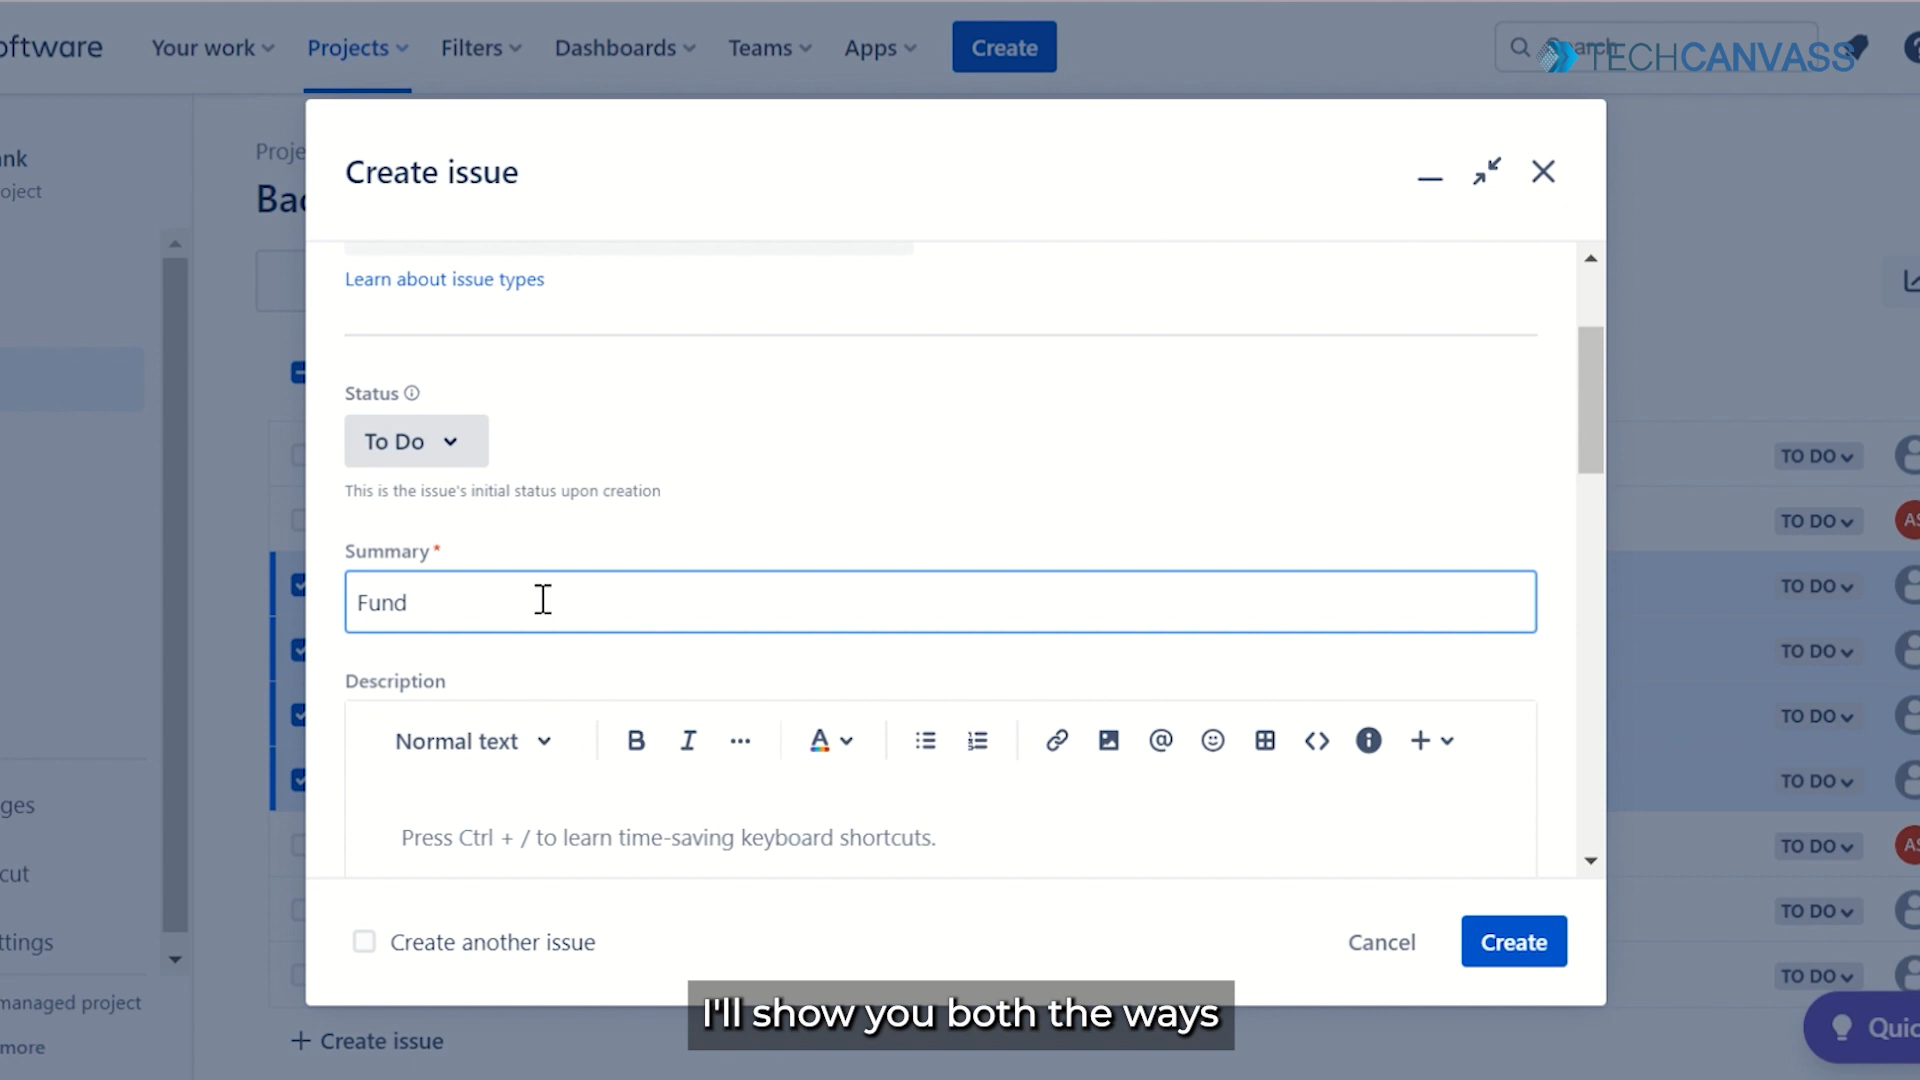 oftware
Your work
Projects
Filters
Dashboards
Teams
Apps
Create
Search
TECHCANVASS
nk
oject
Proje
Bac
Create issue
Learn about issue types
Status
To Do
This is the issue's initial status upon creation
Summary *
Fund
Description
Normal text
Press Ctrl + / to learn time-saving keyboard shortcuts.
Create another issue
Cancel
Create
TO DO
TO DO
AS
TO DO
TO DO
TO DO
TO DO
TO DO
AS
TO DO
TO DO
ges
cut
ttings
managed project
more
+ Create issue
Quic
I'll show you both the ways